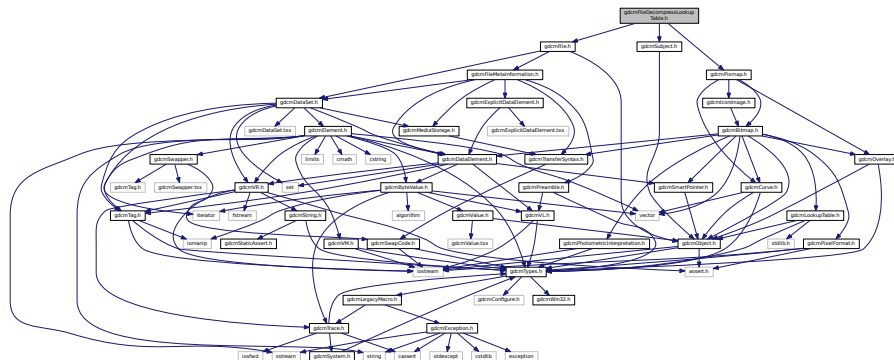 gdcmFileDecompressLookup
Table.h
gdcmFile.h
gdcmSubject.h
gdcmPixmap.h
gdcmFileMetaInformation.h
gdcmDataSet.h
gdcmExplicitDataElement.h
gdcmIconImage.h
gdcmDataSet.txx
gdcmElement.h
gdcmMediaStorage.h
gdcmExplicitDataElement.txx
gdcmBitmap.h
gdcmSwapper.h
limits
cmath
cstring
gdcmDataElement.h
gdcmTransferSyntax.h
gdcmOverlay.h
gdcmTag.h
gdcmSwapper.txx
gdcmVR.h
set
gdcmByteValue.h
gdcmPreamble.h
gdcmSmartPointer.h
gdcmCurve.h
gdcmTag.h
iterator
fstream
gdcmString.h
algorithm
gdcmValue.h
gdcmVL.h
vector
gdcmLookupTable.h
iomanip
gdcmStaticAssert.h
gdcmVM.h
gdcmSwapCode.h
gdcmValue.txx
gdcmPhotometricInterpretation.h
gdcmObject.h
stdlib.h
gdcmPixelFormat.h
iostream
gdcmTypes.h
assert.h
gdcmLegacyMacro.h
gdcmConfigure.h
gdcmWin32.h
gdcmTrace.h
gdcmException.h
iosfwd
sstream
gdcmSystem.h
string
cassert
stdexcept
cstdlib
exception